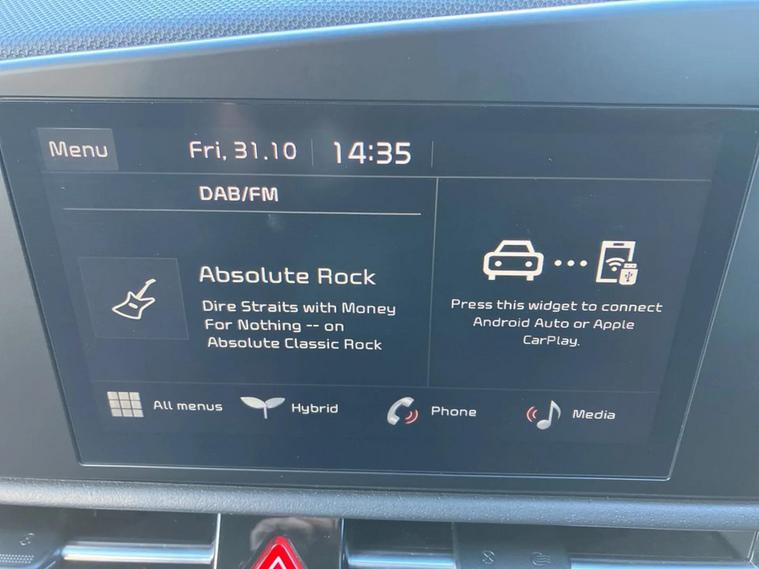 Menu
Fri, 31.10
14:35
DAB/FM
Absolute Rock
Dire Straits with Money
For Nothing -- on
Absolute Classic Rock
Press this widget to connect
Android Auto or Apple
CarPlay.
All menus
Hybrid
Phone
Media